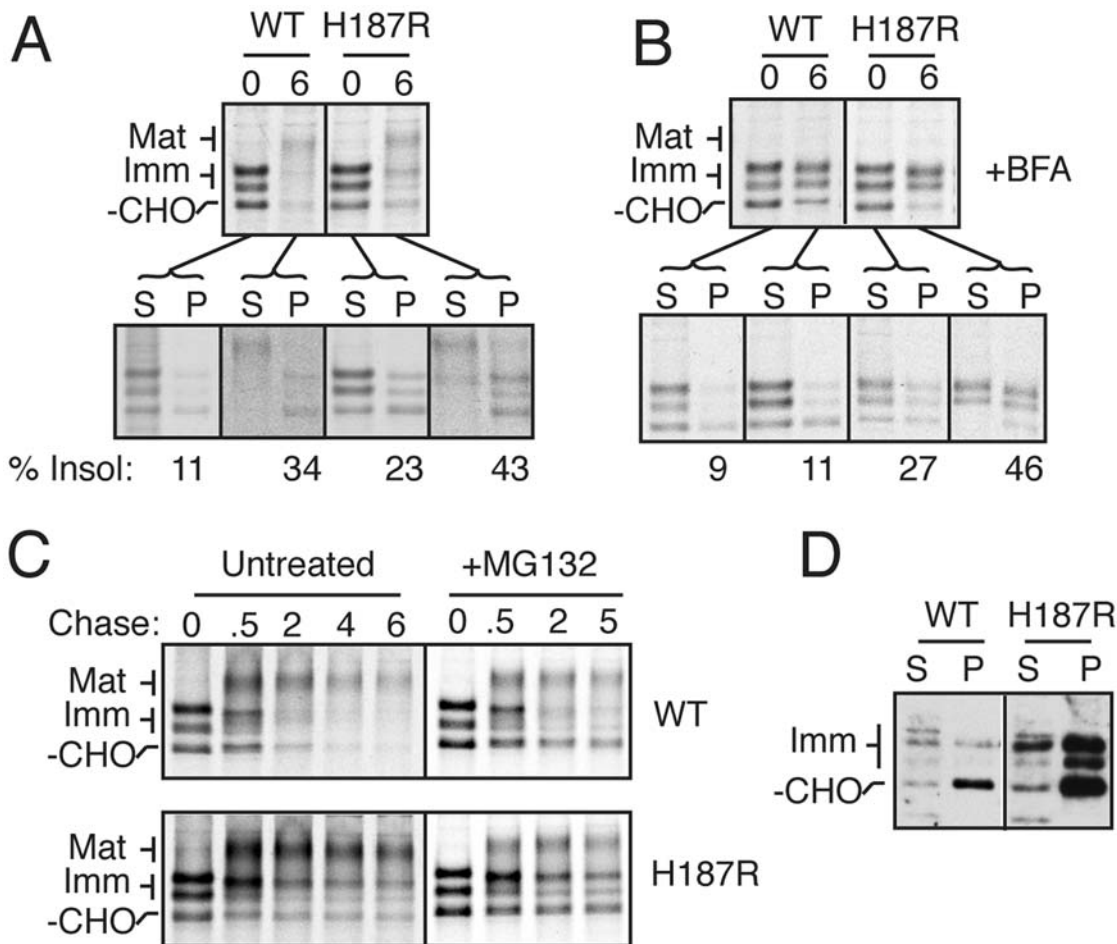 A
WT H187R
0 6 0 6
Mat
Imm
-CHO
S P S P S P S P
% Insol: 11 34 23 43
B
WT H187R
0 6 0 6
Mat
Imm
-CHO
+BFA
S P S P S P S P
9 11 27 46
C
Untreated +MG132
Chase: 0 .5 2 4 6 0 .5 2 5
Mat
Imm
-CHO
WT
Mat
Imm
-CHO
H187R
D
WT H187R
S P S P
Imm
-CHO